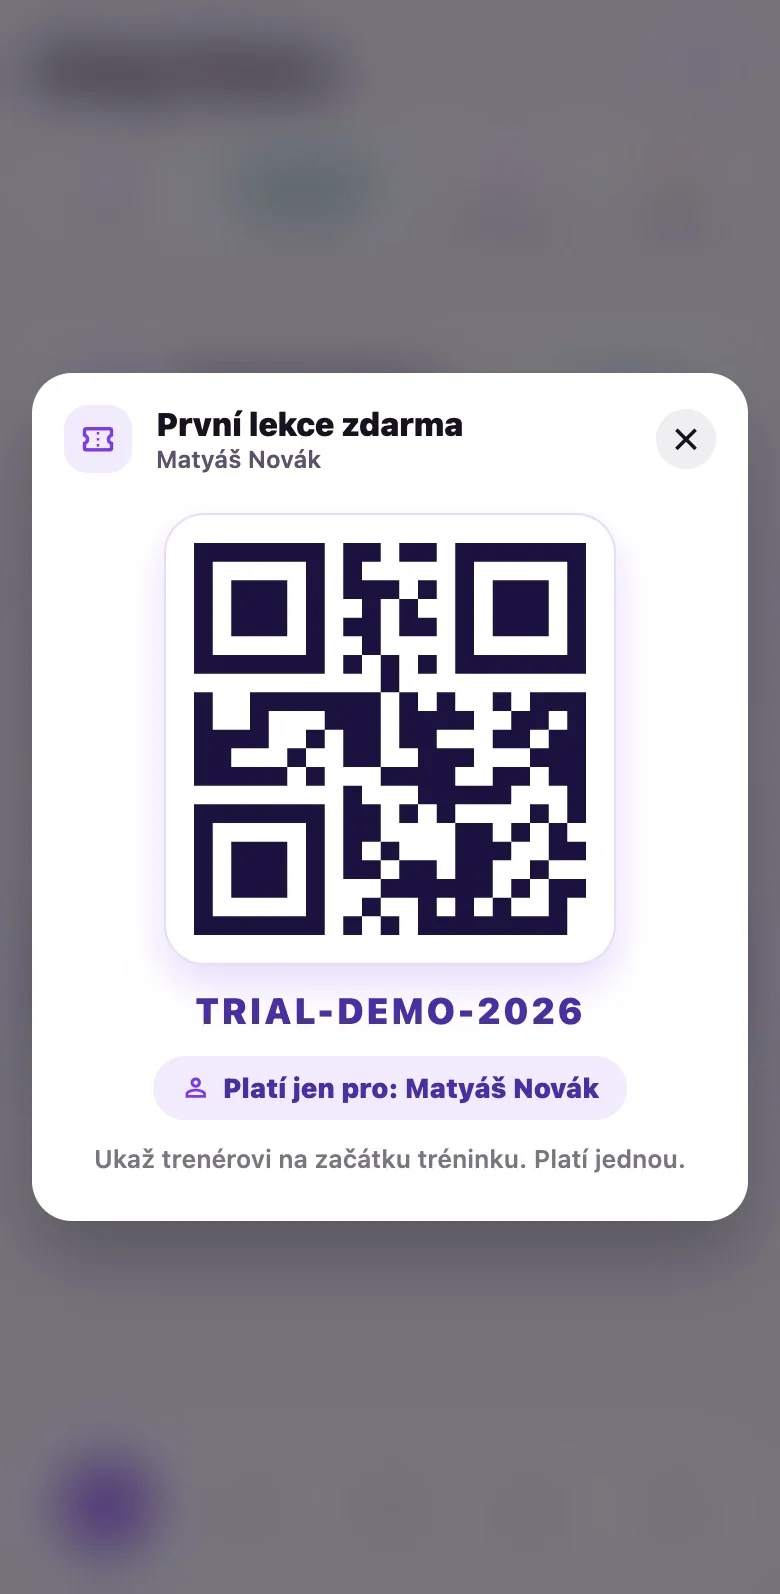 První lekce zdarma
Matyáš Novák
TRIAL-DEMO-2026
Platí jen pro: Matyáš Novák
Ukaž trenérovi na začátku tréninku. Platí jednou.